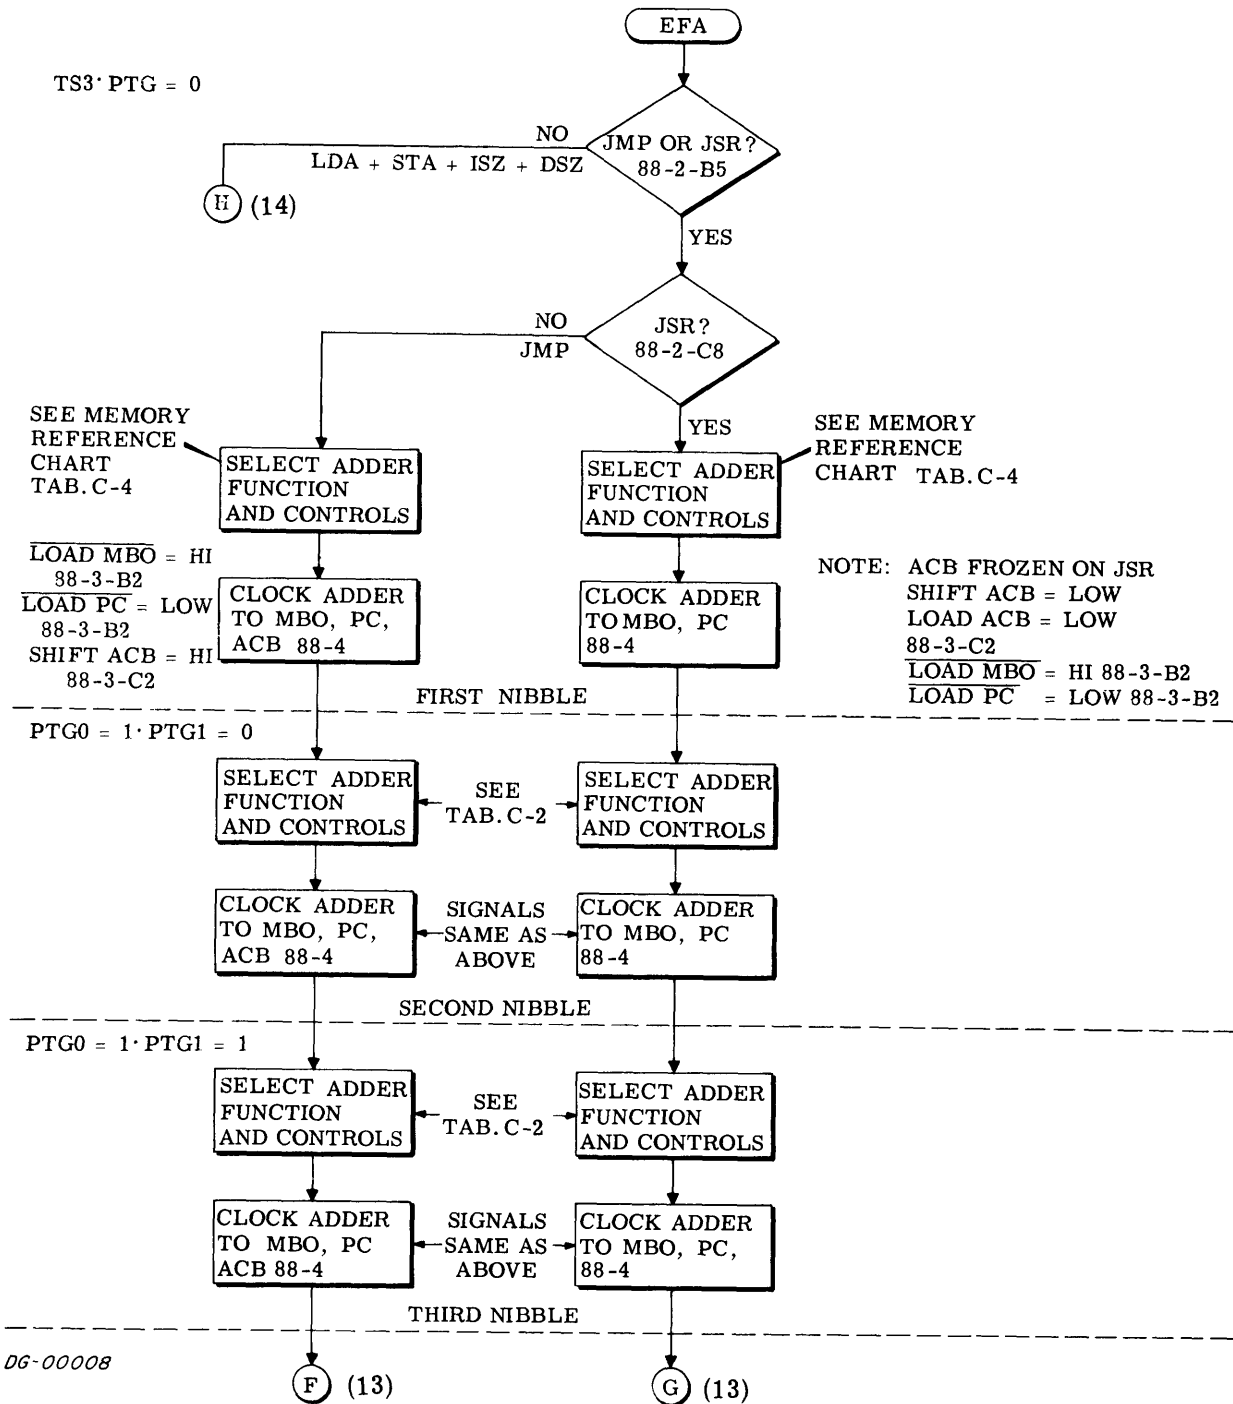 EFA
TS3·PTG = 0
NO
LDA + STA + ISZ + DSZ
JMP OR JSR?
88-2-B5
H (14)
YES
NO
JMP
JSR?
88-2-C8
YES
SEE MEMORY
REFERENCE
CHART
TAB. C-4
SELECT ADDER
FUNCTION
AND CONTROLS
SELECT ADDER
FUNCTION
AND CONTROLS
SEE MEMORY
REFERENCE
CHART TAB. C-4
LOAD MBO = HI
88-3-B2
LOAD PC = LOW
88-3-B2
SHIFT ACB = HI
88-3-C2
CLOCK ADDER
TO MBO, PC,
ACB 88-4
CLOCK ADDER
TO MBO, PC
88-4
NOTE: ACB FROZEN ON JSR
SHIFT ACB = LOW
LOAD ACB = LOW
88-3-C2
LOAD MBO = HI 88-3-B2
LOAD PC = LOW 88-3-B2
FIRST NIBBLE
PTG0 = 1·PTG1 = 0
SELECT ADDER
FUNCTION
AND CONTROLS
SEE
TAB. C-2
SELECT ADDER
FUNCTION
AND CONTROLS
CLOCK ADDER
TO MBO, PC,
ACB 88-4
SIGNALS
SAME AS
ABOVE
CLOCK ADDER
TO MBO, PC
88-4
SECOND NIBBLE
PTG0 = 1·PTG1 = 1
SELECT ADDER
FUNCTION
AND CONTROLS
SEE
TAB. C-2
SELECT ADDER
FUNCTION
AND CONTROLS
CLOCK ADDER
TO MBO, PC
ACB 88-4
SIGNALS
SAME AS
ABOVE
CLOCK ADDER
TO MBO, PC,
88-4
THIRD NIBBLE
DG-00008
F (13)
G (13)